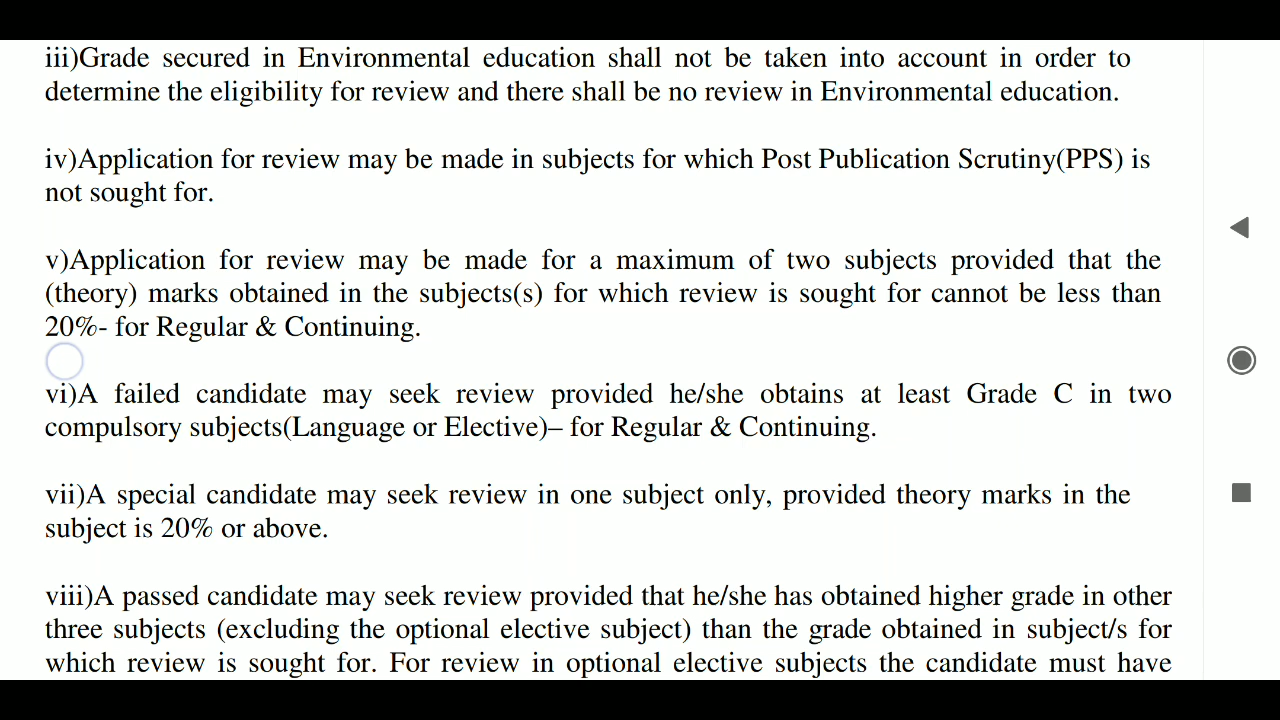 iii)Grade secured in Environmental education shall not be taken into account in order to
determine the eligibility for review and there shall be no review in Environmental education.
iv)Application for review may be made in subjects for which Post Publication Scrutiny(PPS) is
not sought for.
v)Application for review may be made for a maximum of two subjects provided that the
(theory) marks obtained in the subjects(s) for which review is sought for cannot be less than
20%- for Regular & Continuing.
vi)A failed candidate may seek review provided he/she obtains at least Grade C in two
compulsory subjects(Language or Elective)– for Regular & Continuing.
vii)A special candidate may seek review in one subject only, provided theory marks in the
subject is 20% or above.
viii)A passed candidate may seek review provided that he/she has obtained higher grade in other
three subjects (excluding the optional elective subject) than the grade obtained in subject/s for
which review is sought for. For review in optional elective subjects the candidate must have